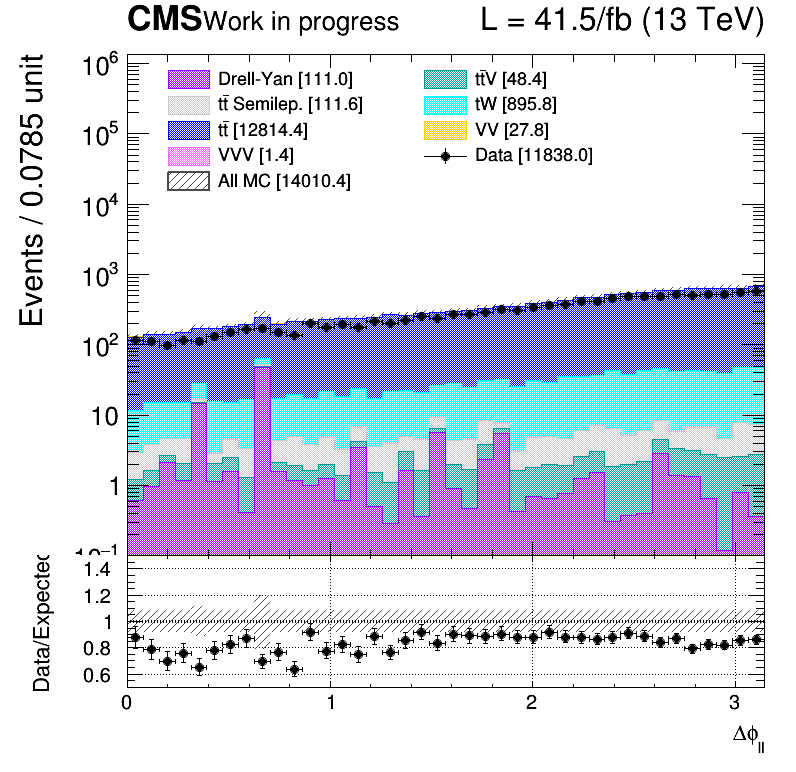 CMS Work in progress L = 41.5/fb (13 TeV)
Events / 0.0785 unit
10⁶
10⁵
10⁴
10³
10²
10
1
10⁻¹
Drell-Yan [111.0]
tt̄ Semilep. [111.6]
tt̄ [12814.4]
VVV [1.4]
All MC [14010.4]
tt̄V [48.4]
tW [895.8]
VV [27.8]
Data [11838.0]
Data/Expected
1.4
1.2
1
0.8
0.6
0 1 2 3
Δϕ_ll